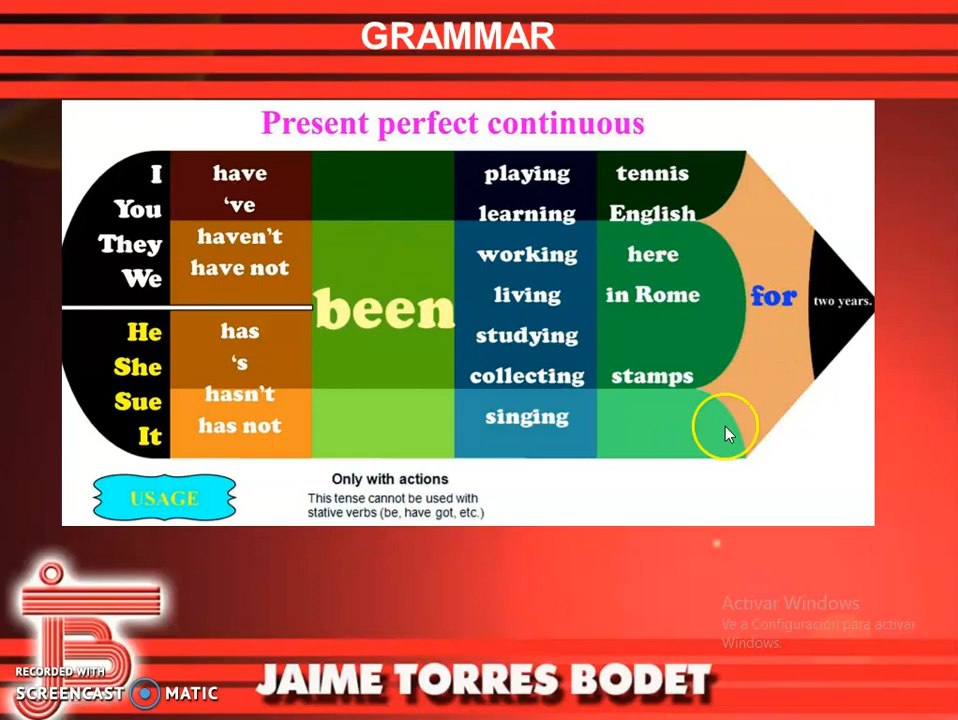 GRAMMAR
Present perfect continuous
I
You
They
We
have
‘ve
haven't
have not
He
She
Sue
It
has
‘s
hasn't
has not
been
playing
learning
working
living
studying
collecting
singing
tennis
English
here
in Rome
stamps
for
two years.
USAGE
Only with actions
This tense cannot be used with
stative verbs (be, have got, etc.)
Activar Windows
Ve a Configuración para activar
Windows.
RECORDED WITH
SCREENCAST MATIC
JAIME TORRES BODET